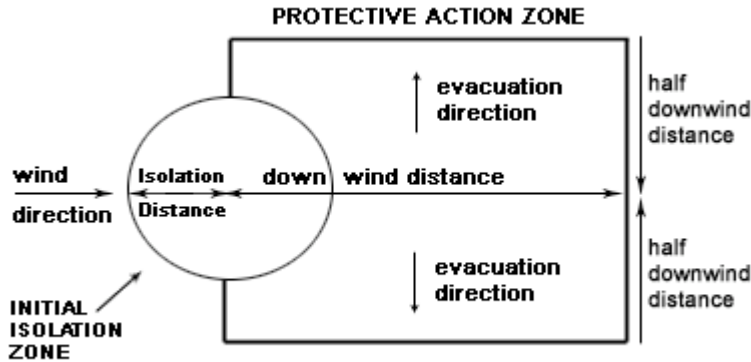 PROTECTIVE ACTION ZONE
evacuation
direction
half
downwind
distance
wind
direction
Isolation
Distance
down wind distance
evacuation
direction
half
downwind
distance
INITIAL
ISOLATION
ZONE